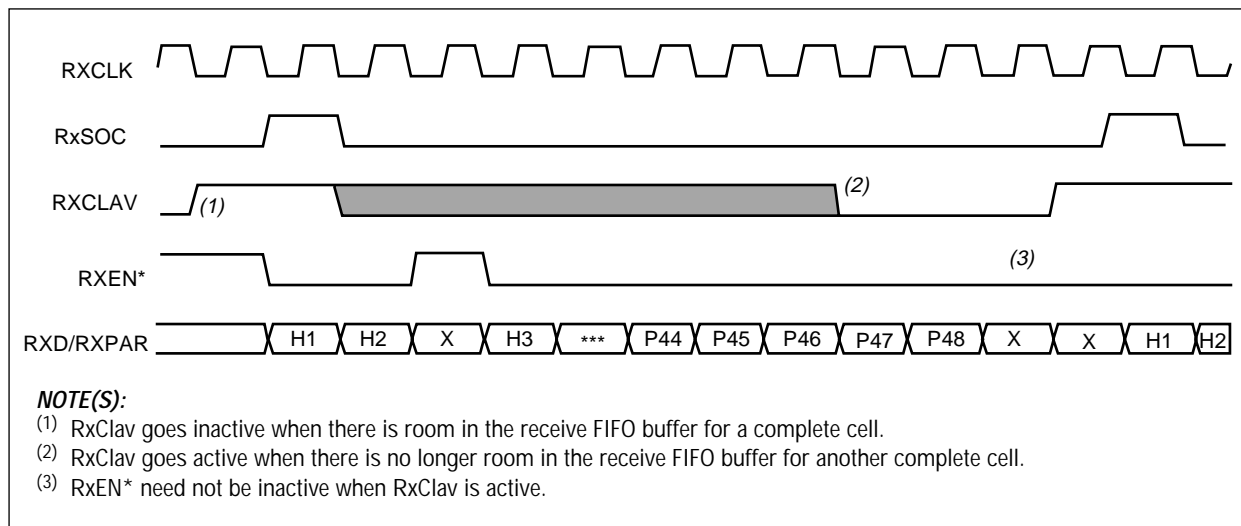 RXCLK
RxSOC
RXCLAV (1) (2)
RXEN* (3)
RXD/RXPAR H1 H2 X H3 *** P44 P45 P46 P47 P48 X X H1 H2
NOTE(S):
(1) RxClav goes inactive when there is room in the receive FIFO buffer for a complete cell.
(2) RxClav goes active when there is no longer room in the receive FIFO buffer for another complete cell.
(3) RxEN* need not be inactive when RxClav is active.